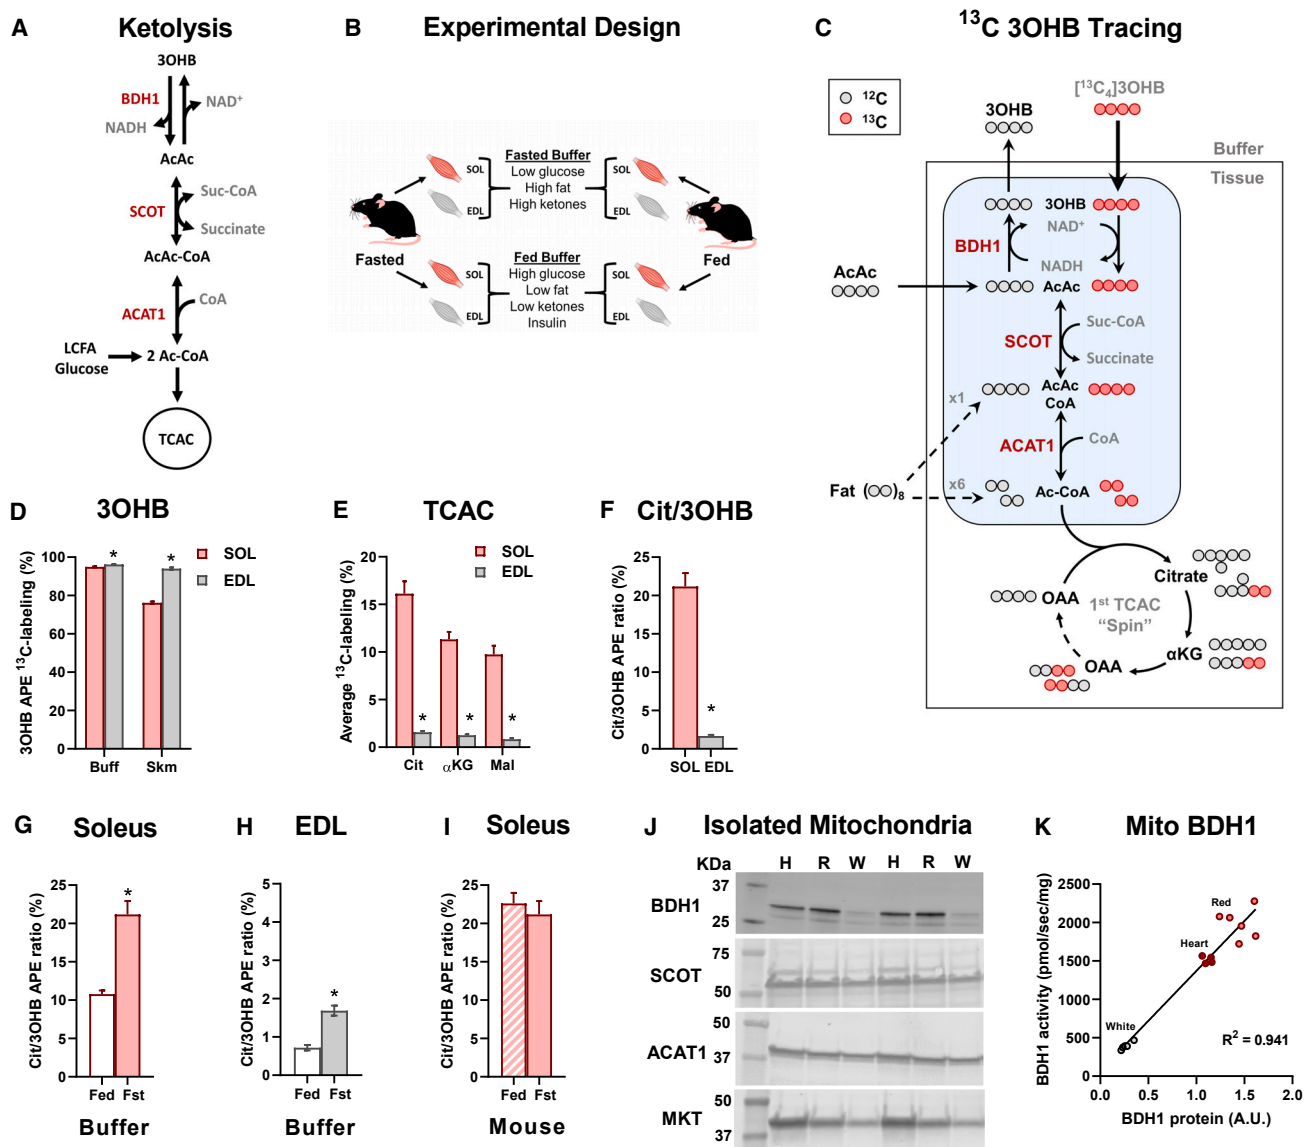 A
Ketolysis
3OHB
BDH1
NAD⁺
NADH
AcAc
Suc-CoA
SCOT
Succinate
AcAc-CoA
ACAT1
CoA
LCFA
Glucose
2 Ac-CoA
TCAC
B
Experimental Design
Fasted Buffer
Low glucose
High fat
High ketones
SOL
EDL
SOL
EDL
Fasted
Fed
Fed Buffer
High glucose
Low fat
Low ketones
Insulin
SOL
EDL
SOL
EDL
C
¹³C 3OHB Tracing
¹²C
¹³C
3OHB
[¹³C₄]3OHB
Buffer
Tissue
3OHB
NAD⁺
BDH1
NADH
AcAc
AcAc
SCOT
Suc-CoA
Succinate
x1
AcAc
CoA
ACAT1
CoA
Fat
( )₈
x6
Ac-CoA
Citrate
OAA
1ˢᵗ TCAC
"Spin"
αKG
OAA
D
3OHB
3OHB APE ¹³C-labeling (%)
100
80
60
40
20
0
*
*
SOL
EDL
Buff
Skm
E
TCAC
Average ¹³C-labeling (%)
20
15
10
5
0
SOL
EDL
*
*
*
Cit
αKG
Mal
F
Cit/3OHB
Cit/3OHB APE ratio (%)
25
20
15
10
5
0
*
SOL EDL
G
Soleus
Cit/3OHB APE ratio (%)
25
20
15
10
5
0
*
Fed Fst
Buffer
H
EDL
Cit/3OHB APE ratio (%)
5
4
3
2
1
0
*
Fed Fst
Buffer
I
Soleus
Cit/3OHB APE ratio (%)
25
20
15
10
5
0
Fed Fst
Mouse
J
Isolated Mitochondria
KDa H R W H R W
37
BDH1
25
75
SCOT
50
50
ACAT1
37
50
MKT
37
K
Mito BDH1
BDH1 activity (pmol/sec/mg)
2500
2000
1500
1000
500
0
Red
Heart
White
R² = 0.941
0.0 0.5 1.0 1.5 2.0
BDH1 protein (A.U.)